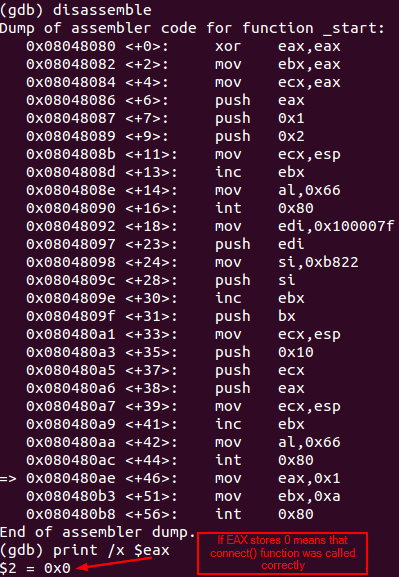 (gdb) disassemble
Dump of assembler code for function _start:
   0x08048080 <+0>:     xor    eax,eax
   0x08048082 <+2>:     mov    ebx,eax
   0x08048084 <+4>:     mov    ecx,eax
   0x08048086 <+6>:     push   eax
   0x08048087 <+7>:     push   0x1
   0x08048089 <+9>:     push   0x2
   0x0804808b <+11>:    mov    ecx,esp
   0x0804808d <+13>:    inc    ebx
   0x0804808e <+14>:    mov    al,0x66
   0x08048090 <+16>:    int    0x80
   0x08048092 <+18>:    mov    edi,0x100007f
   0x08048097 <+23>:    push   edi
   0x08048098 <+24>:    mov    si,0xb822
   0x0804809c <+28>:    push   si
   0x0804809e <+30>:    inc    ebx
   0x0804809f <+31>:    push   bx
   0x080480a1 <+33>:    mov    ecx,esp
   0x080480a3 <+35>:    push   0x10
   0x080480a5 <+37>:    push   ecx
   0x080480a6 <+38>:    push   eax
   0x080480a7 <+39>:    mov    ecx,esp
   0x080480a9 <+41>:    inc    ebx
   0x080480aa <+42>:    mov    al,0x66
   0x080480ac <+44>:    int    0x80
=> 0x080480ae <+46>:    mov    eax,0x1
   0x080480b3 <+51>:    mov    ebx,0xa
   0x080480b8 <+56>:    int    0x80
End of assembler dump.
(gdb) print /x $eax
$2 = 0x0
If EAX stores 0 means that
connect() function was called
correctly